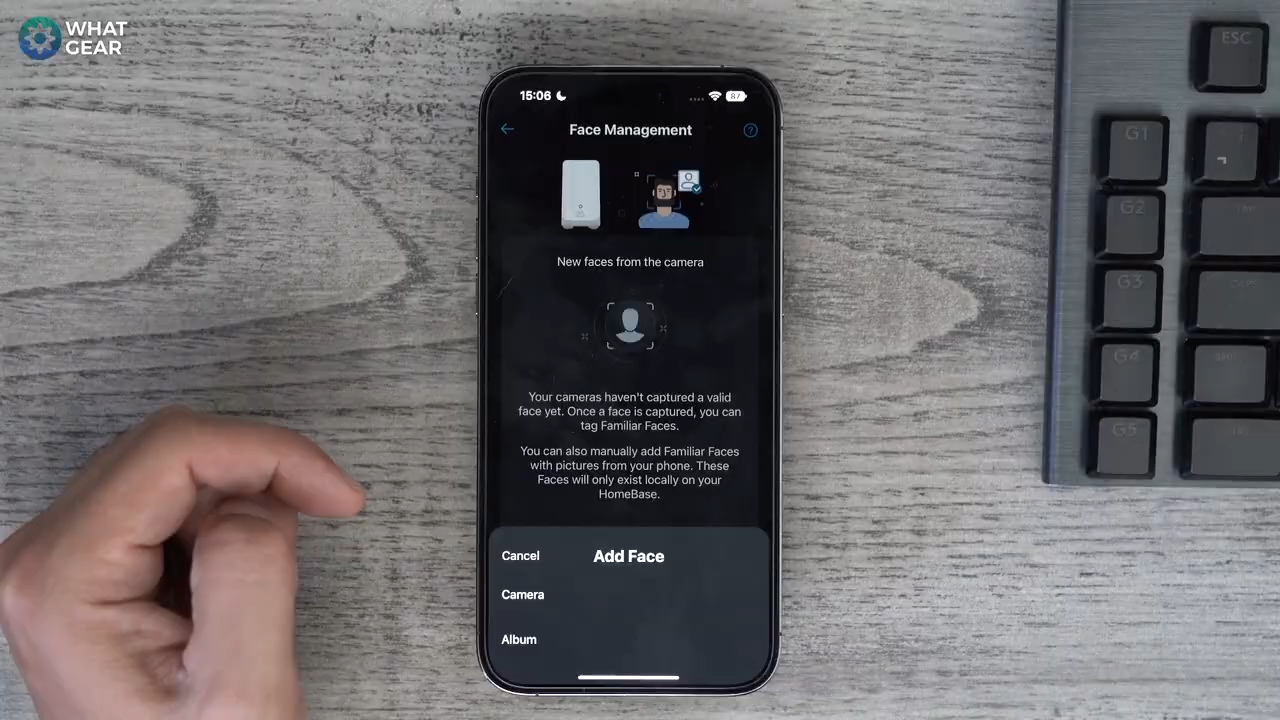 WHAT
GEAR
15:06
87
Face Management
?
New faces from the camera
Your cameras haven't captured a valid
face yet. Once a face is captured, you can
tag Familiar Faces.
You can also manually add Familiar Faces
with pictures from your phone. These
Faces will only exist locally on your
HomeBase.
Cancel
Add Face
Camera
Album
ESC
G1
G2
G3
G4
G5